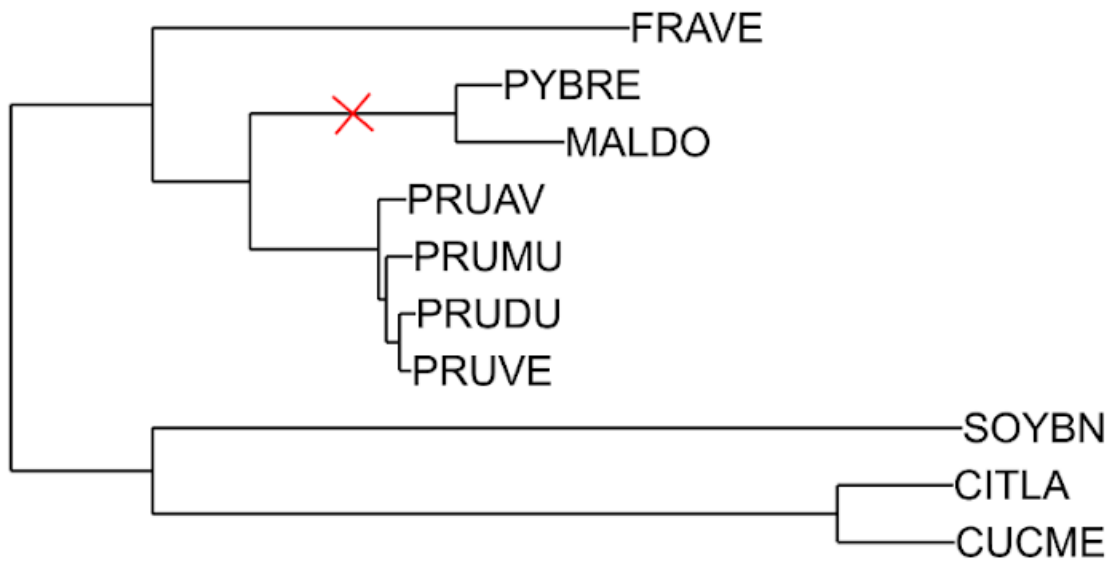 FRAVE
PYBRE
MALDO
PRUAV
PRUMU
PRUDU
PRUVE
SOYBN
CITLA
CUCME